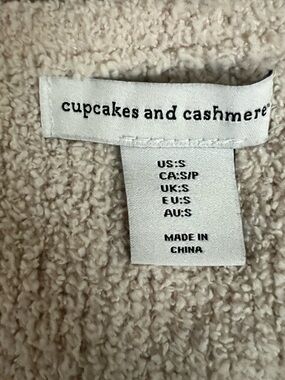 cupcakes and cashmere®
US:S
CA:S/P
UK:S
EU:S
AU:S
MADE IN
CHINA